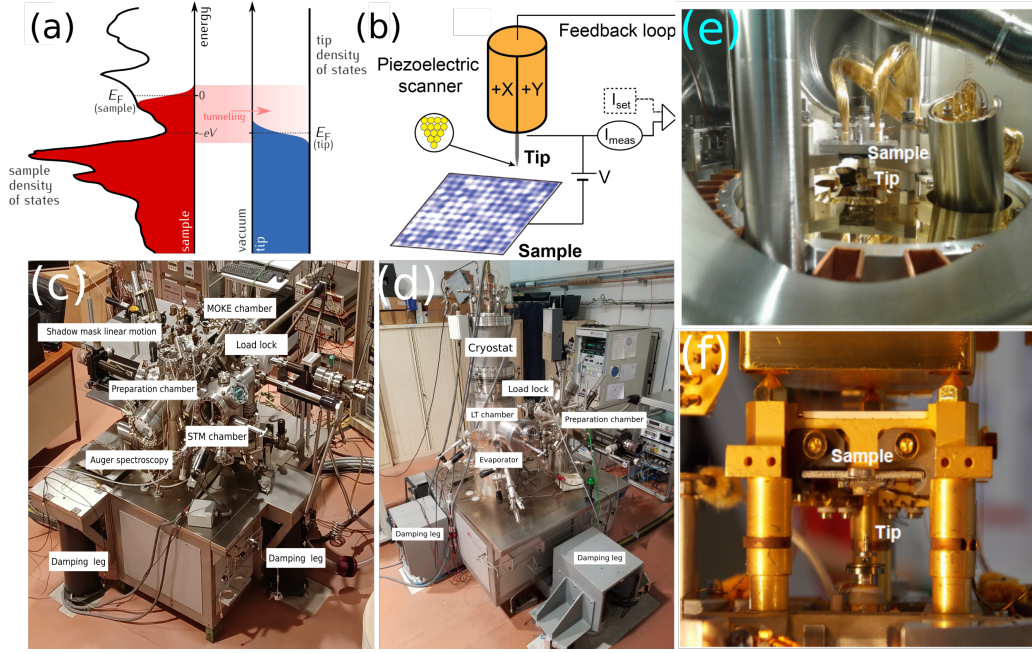 (a)
energy
tip
density
of states
E_F
(sample)
0
tunneling
–eV
E_F
(tip)
sample
density
of states
sample
vacuum
tip
(b)
Feedback loop
Piezoelectric
scanner
+X
+Y
I_set
I_meas
Tip
V
Sample
(c)
MOKE chamber
Shadow mask linear motion
Load lock
Preparation chamber
STM chamber
Auger spectroscopy
Damping leg
Damping leg
(d)
Cryostat
Load lock
LT chamber
Preparation chamber
Evaporator
Damping leg
Damping leg
(e)
Sample
Tip
(f)
Sample
Tip